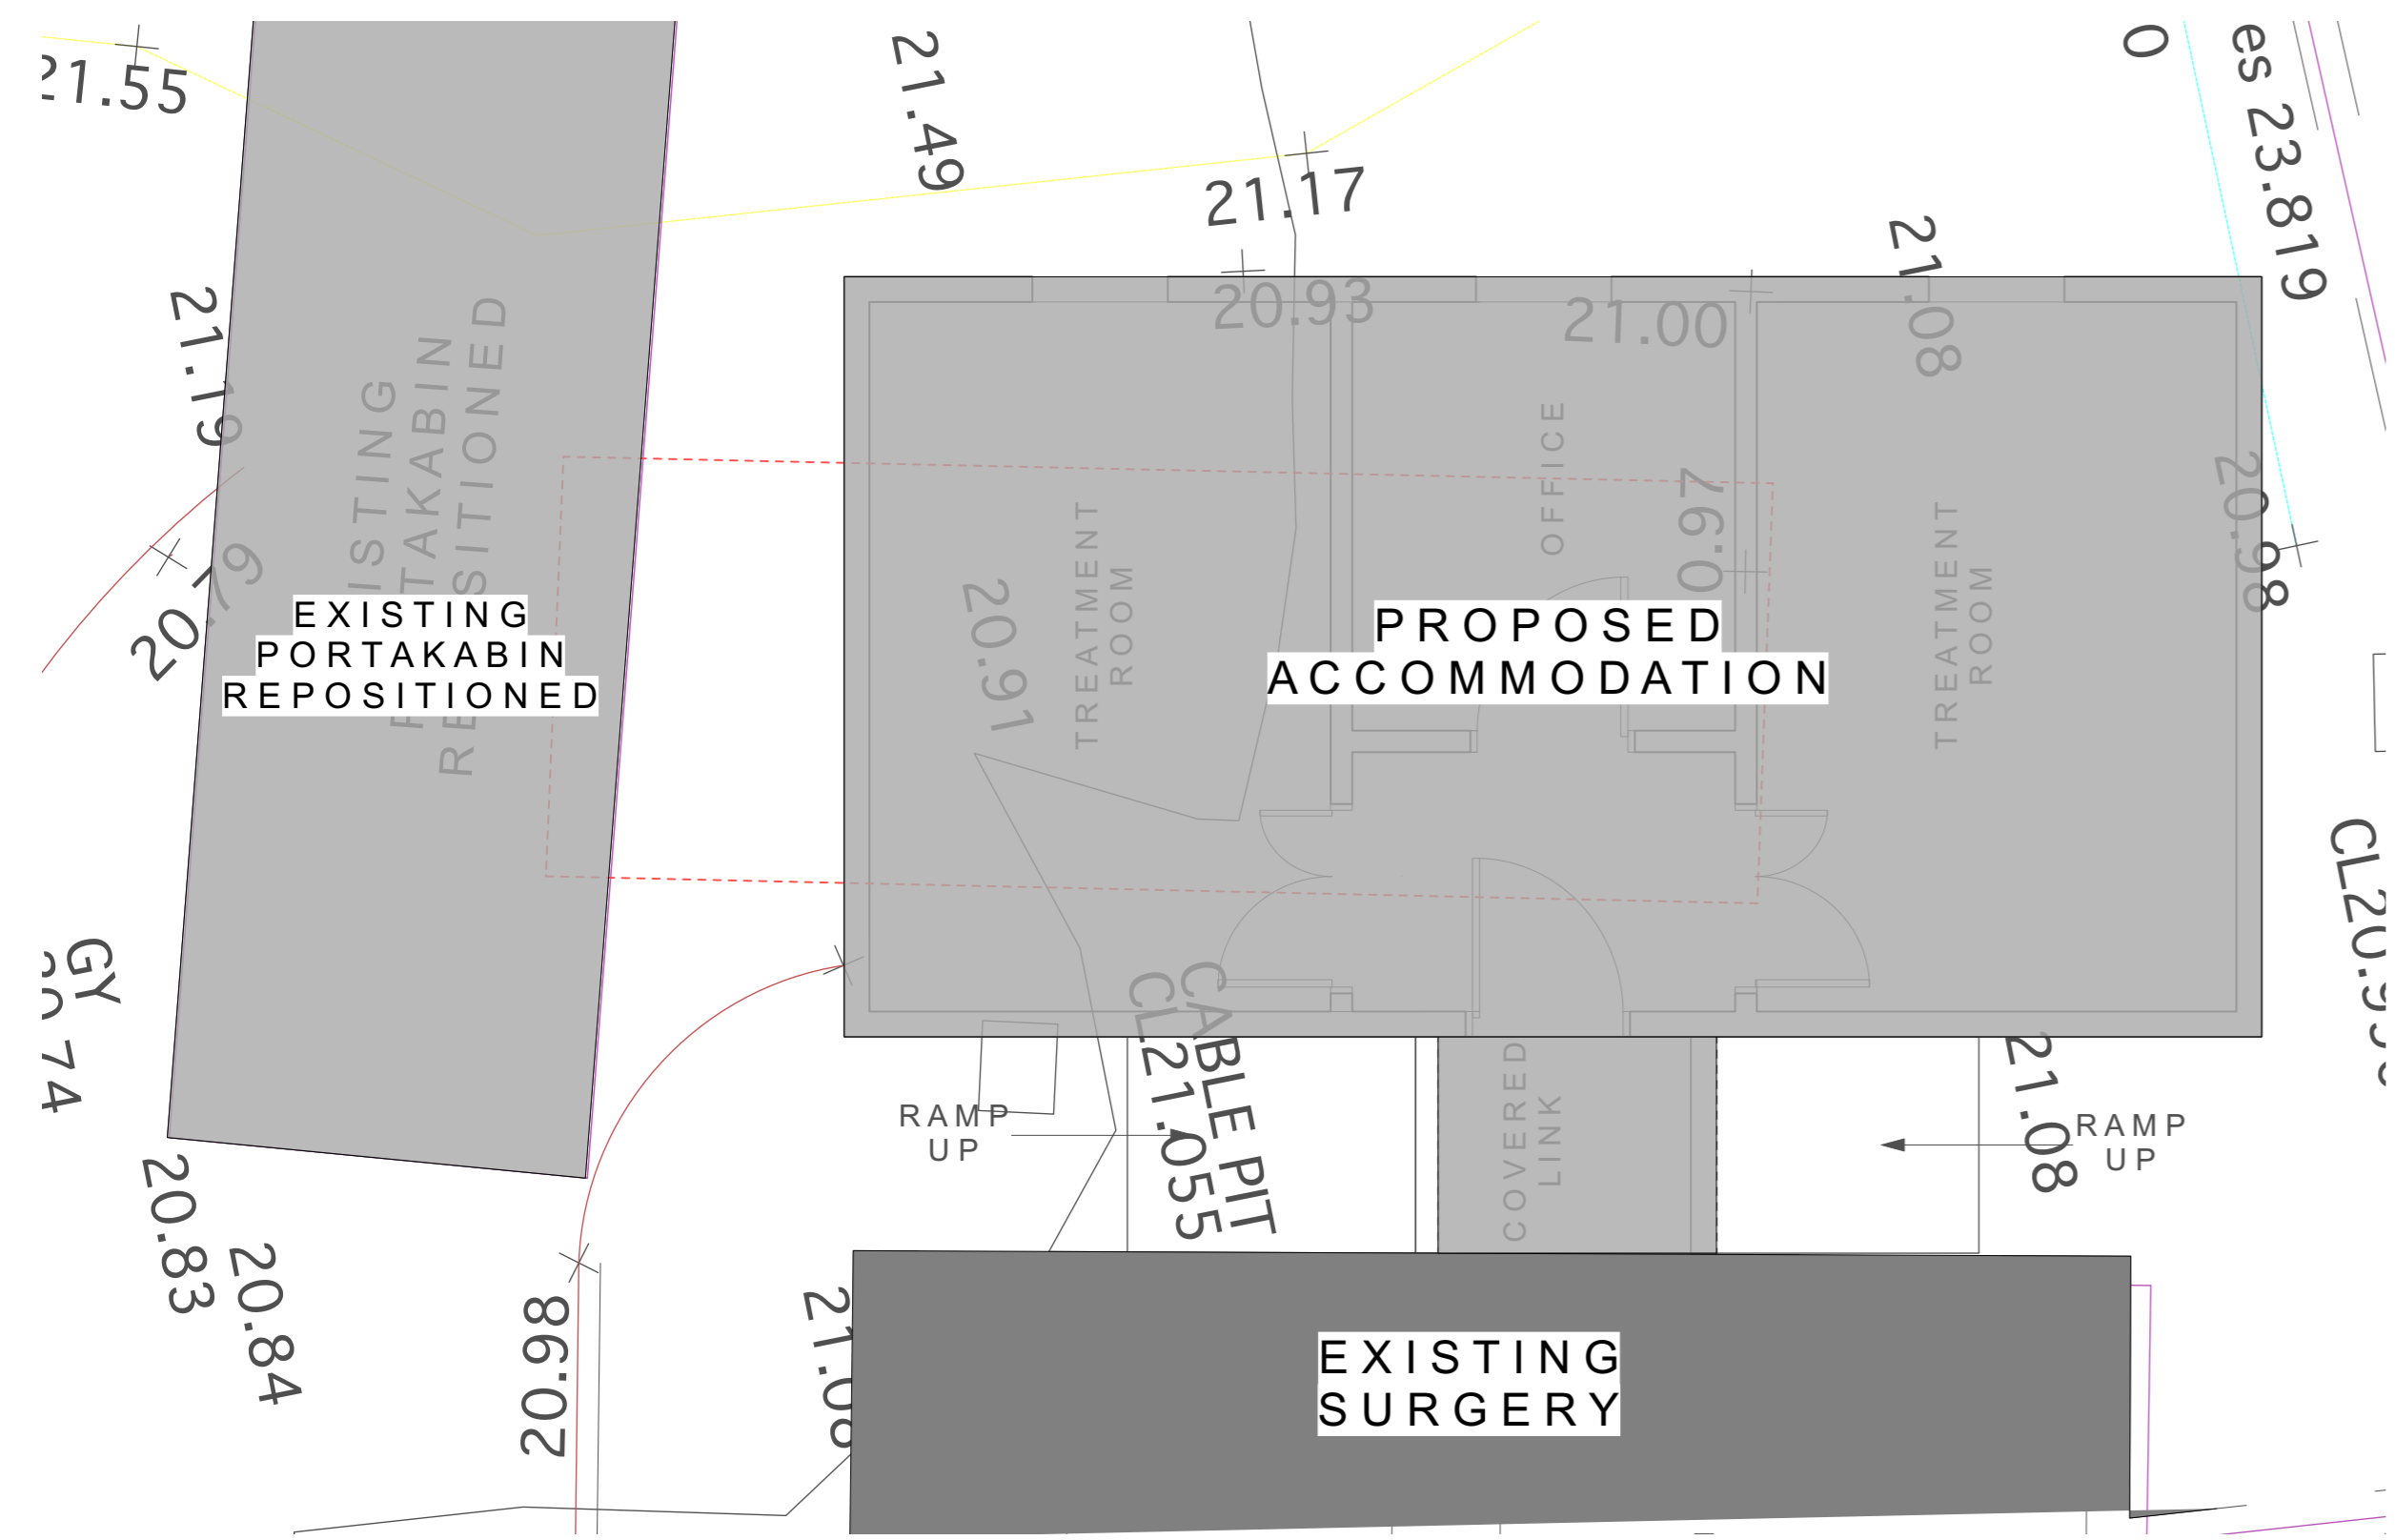 21.55
21.49
21.17
es 23.819
21.19
20.93
21.00
21.08
OFFICE
0.97
20.98
20.79
EXISTING
PORTAKABIN
REPOSITIONED
20.91
TREATMENT
ROOM
PROPOSED
ACCOMMODATION
TREATMENT
ROOM
GY
74
CABLE PIT
CL21.055
RAMP
UP
COVERED
LINK
21.08
RAMP
UP
20.83
20.84
20.98
21.08
EXISTING
SURGERY